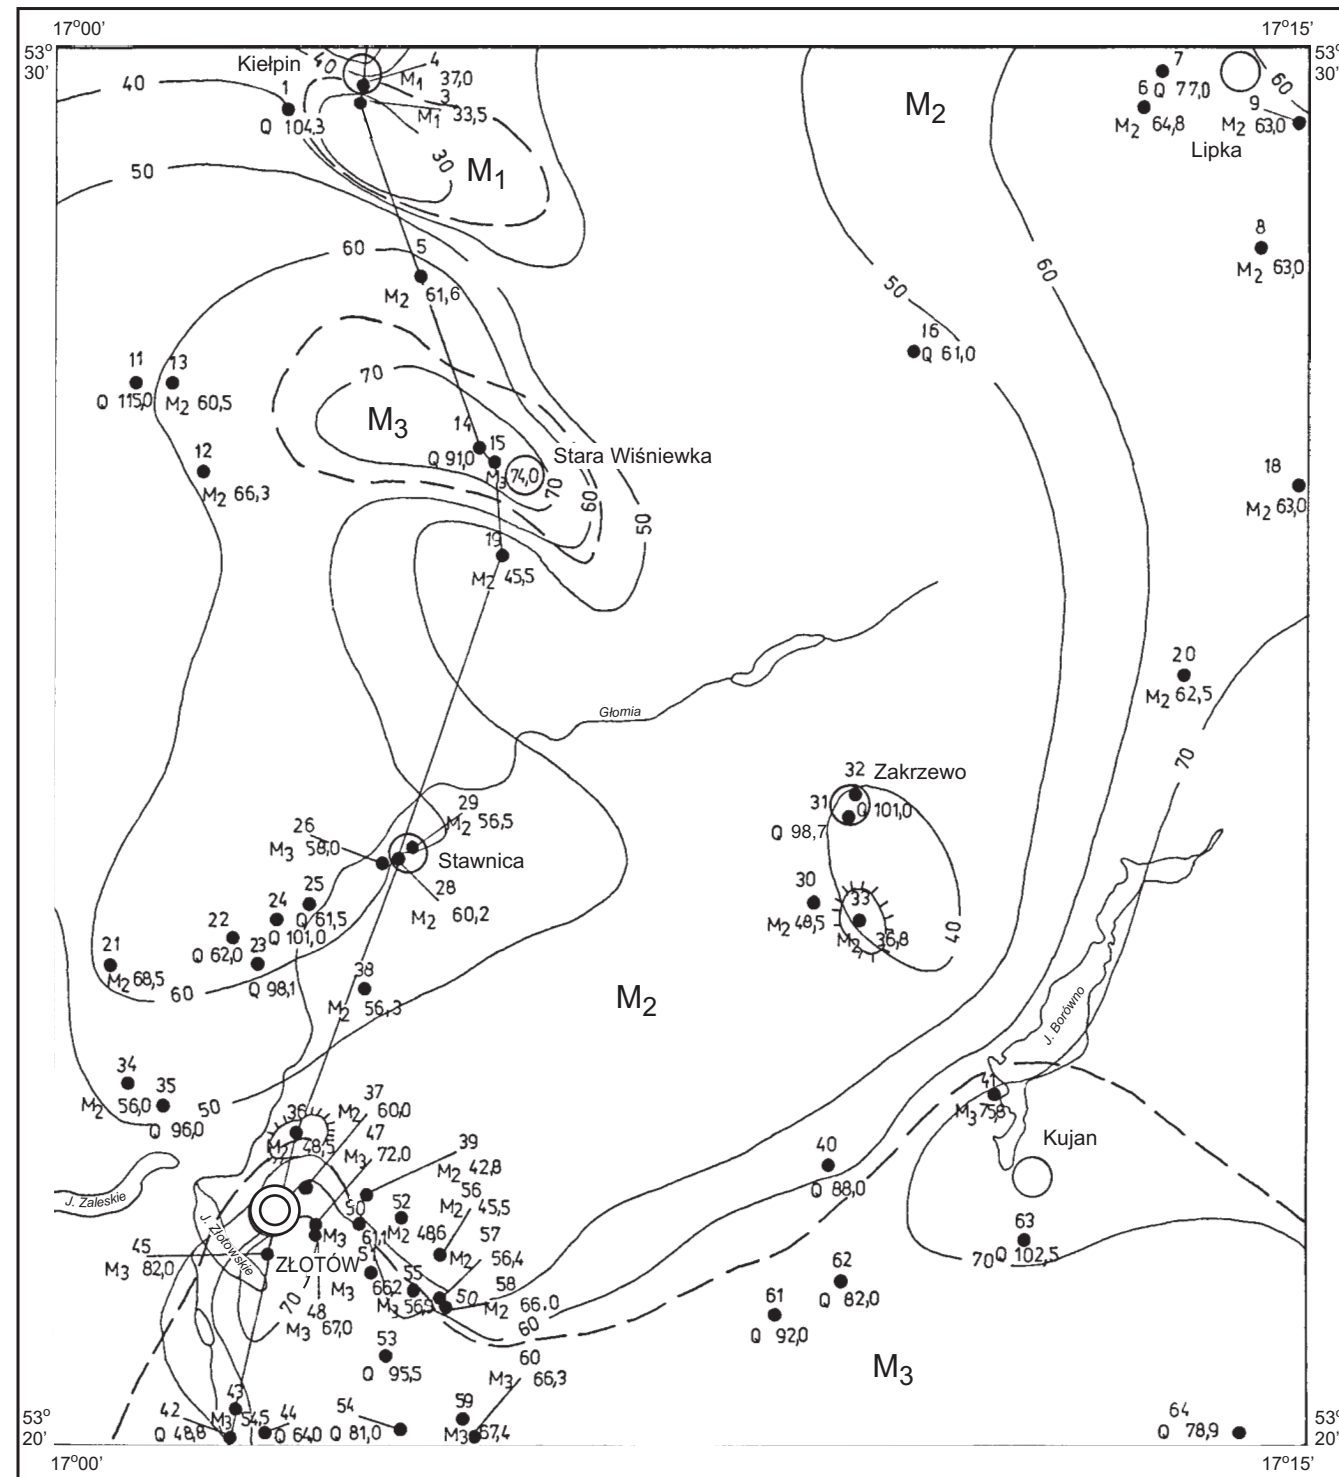 17°00’ 17°15’
53° 30’
53° 30’
Kiełpin
4
M1 37,0
3
M1 33,5
40
40
1
Q 104,3
50
30
M1
M2
7
Q 77,0
6
M2 64,8
9
M2 63,0
60
Lipka
8
M2 63,0
60
5
M2 61,6
50
60
16
Q 61,0
11
Q 115,0
13
M2 60,5
70
M3
14
Q 91,0
15
M3 74,0
Stara Wiśniewka
70
60
50
12
M2 66,3
18
M2 63,0
19
M2 45,5
20
M2 62,5
Głomia
70
32
Q 101,0
Zakrzewo
31
Q 98,7
29
M2 56,5
26
M3 58,0
Stawnica
28
M2 60,2
25
Q 61,5
24
Q 101,0
22
Q 62,0
23
Q 98,1
21
M2 68,5
60
30
M2 48,5
33
M2 36,8
40
38
M2 56,3
M2
J. Borówno
34
M2 56,0
35
Q 96,0
50
36
M2 48,5
37
M2 60,0
47
M3 72,0
39
M2 42,8
41
M3 75,8
Kujan
40
Q 88,0
J. Zaleskie
J. Złotowskie
50
M3 61,1
52
M2 48,6
56
M2 45,5
57
M2 56,4
45
M3 82,0
ZŁOTÓW
51
M3 66,2
55
M3 56,9
50
58
M2 66,0
60
70
48
M3 67,0
63
Q 102,5
70
62
Q 82,0
61
Q 92,0
53
Q 95,5
60
M3 66,3
M3
43
M3 54,5
42
Q 48,8
44
Q 64,0
54
Q 81,0
59
M3 67,4
64
Q 78,9
53° 20’
53° 20’
17°00’ 17°15’